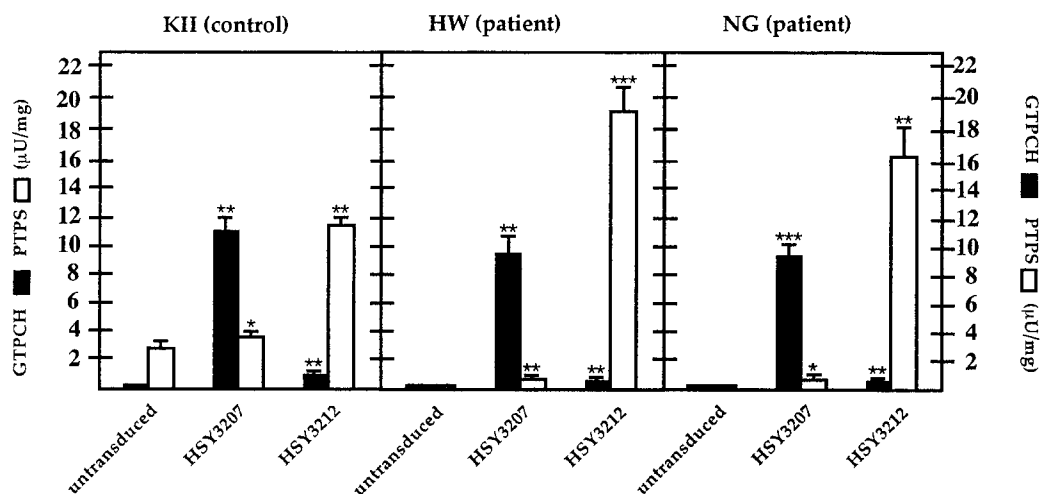 KII (control)
HW (patient)
NG (patient)
GTPCH PTPS (μU/mg)
22
20
18
16
14
12
10
8
6
4
2
**
*
**
**
**
**
**
***
***
*
**
**
22
20
18
16
14
12
10
8
6
4
2
GTPCH PTPS (μU/mg)
untransduced
HSY3207
HSY3212
untransduced
HSY3207
HSY3212
untransduced
HSY3207
HSY3212